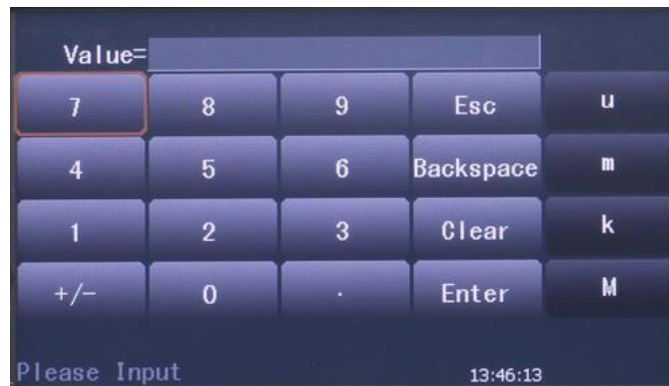 Value=
7 8 9 Esc u
4 5 6 Backspace m
1 2 3 Clear k
+/- 0 . Enter M
Please Input 13:46:13